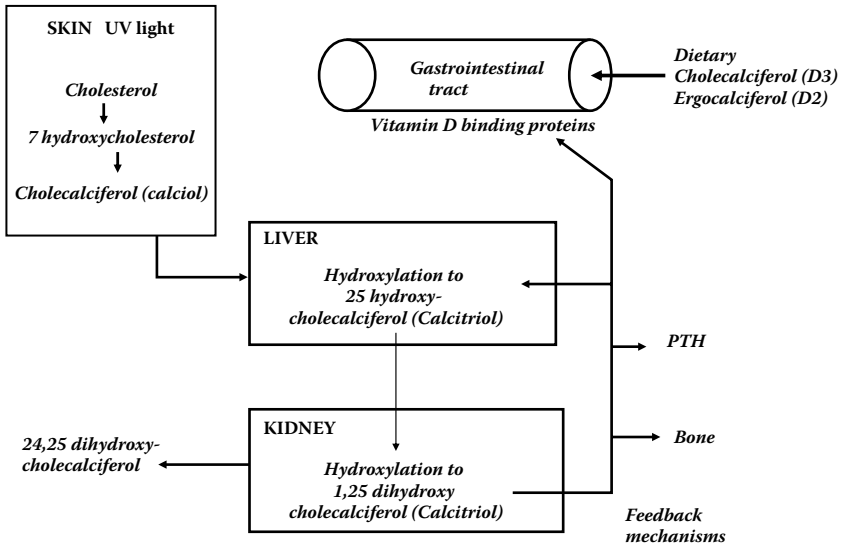 SKIN UV light
Cholesterol
7 hydroxycholesterol
Cholecalciferol (calciol)
Gastrointestinal
tract
Vitamin D binding proteins
Dietary
Cholecalciferol (D3)
Ergocalciferol (D2)
LIVER
Hydroxylation to
25 hydroxy-
cholecalciferol (Calcitriol)
PTH
KIDNEY
Hydroxylation to
1,25 dihydroxy
cholecalciferol (Calcitriol)
24,25 dihydroxy-
cholecalciferol
Bone
Feedback
mechanisms